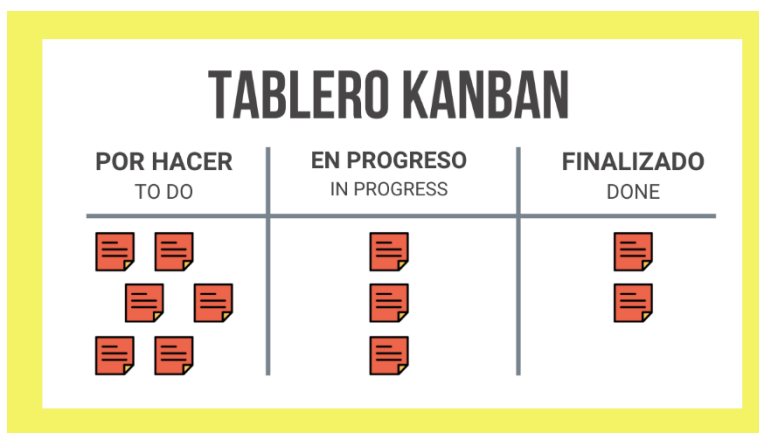 TABLERO KANBAN
POR HACER
TO DO
EN PROGRESO
IN PROGRESS
FINALIZADO
DONE